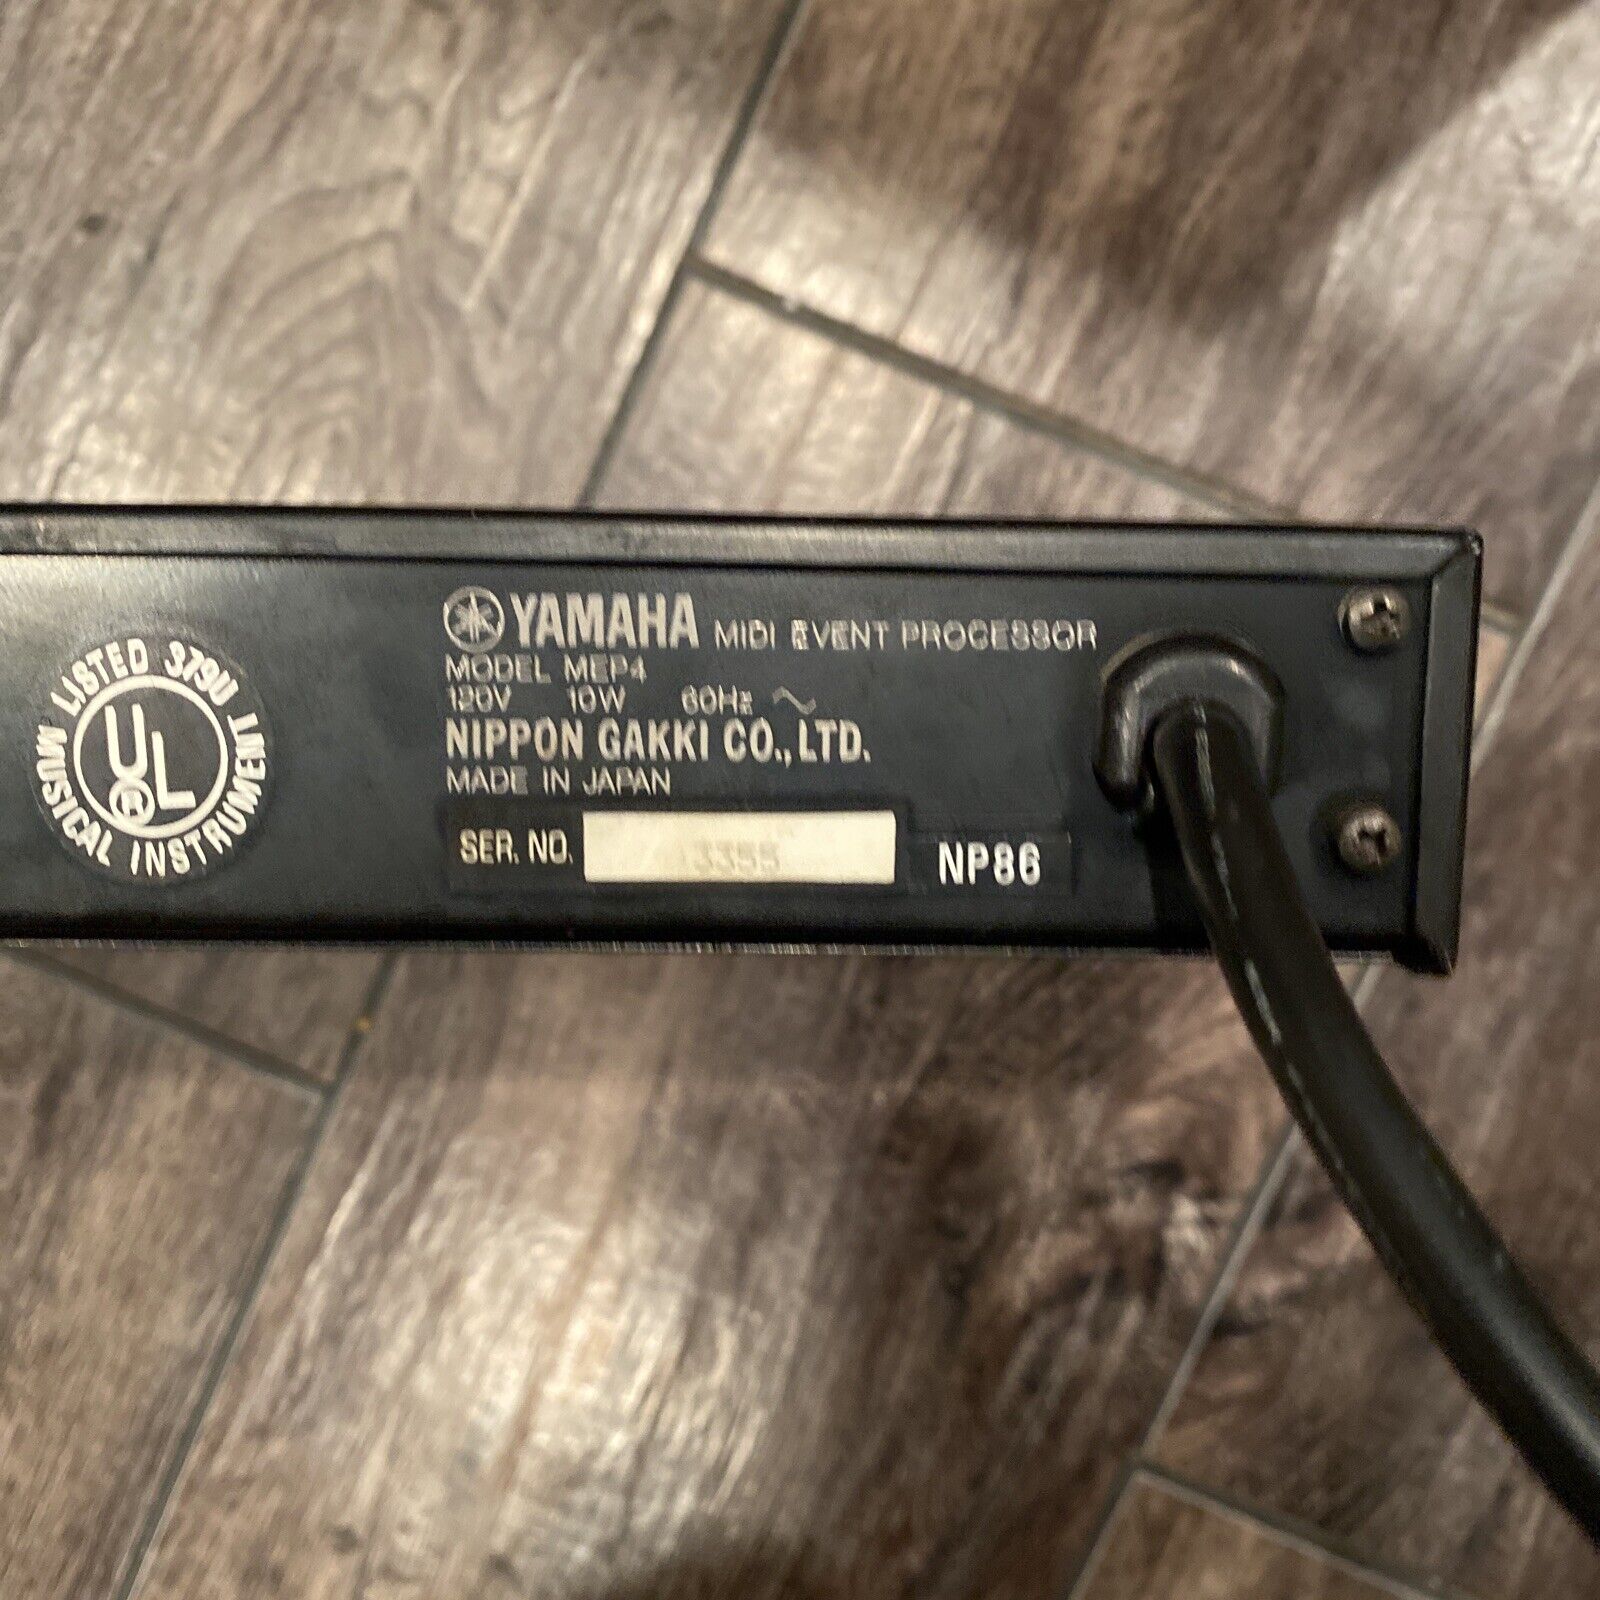 LISTED 379U
UL
®
MUSICAL INSTRUMENT
YAMAHA MIDI EVENT PROCESSOR
MODEL MEP4
120V 10W 60Hz
NIPPON GAKKI CO., LTD.
MADE IN JAPAN
SER. NO. 3355 NP86